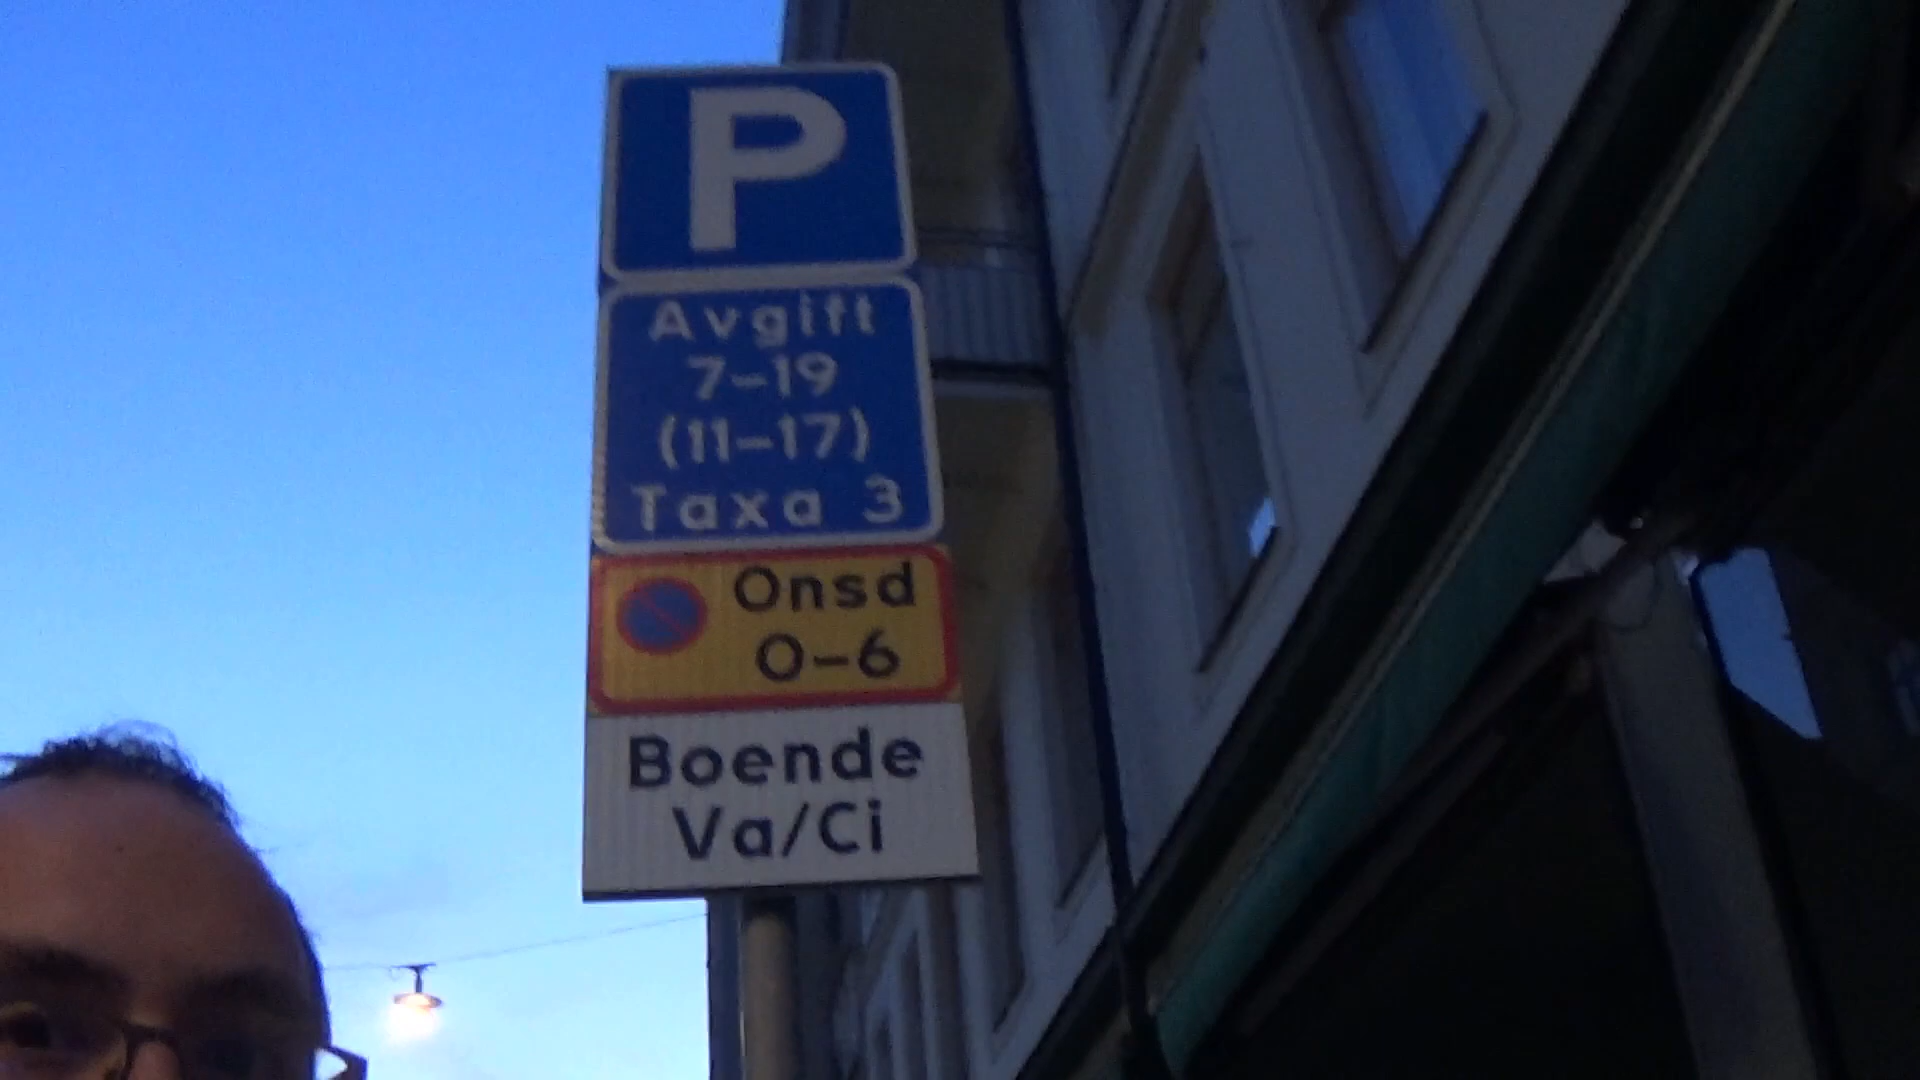 P
Avgift
7-19
(11-17)
Taxa 3
Onsd
0-6
Boende
Va/Ci